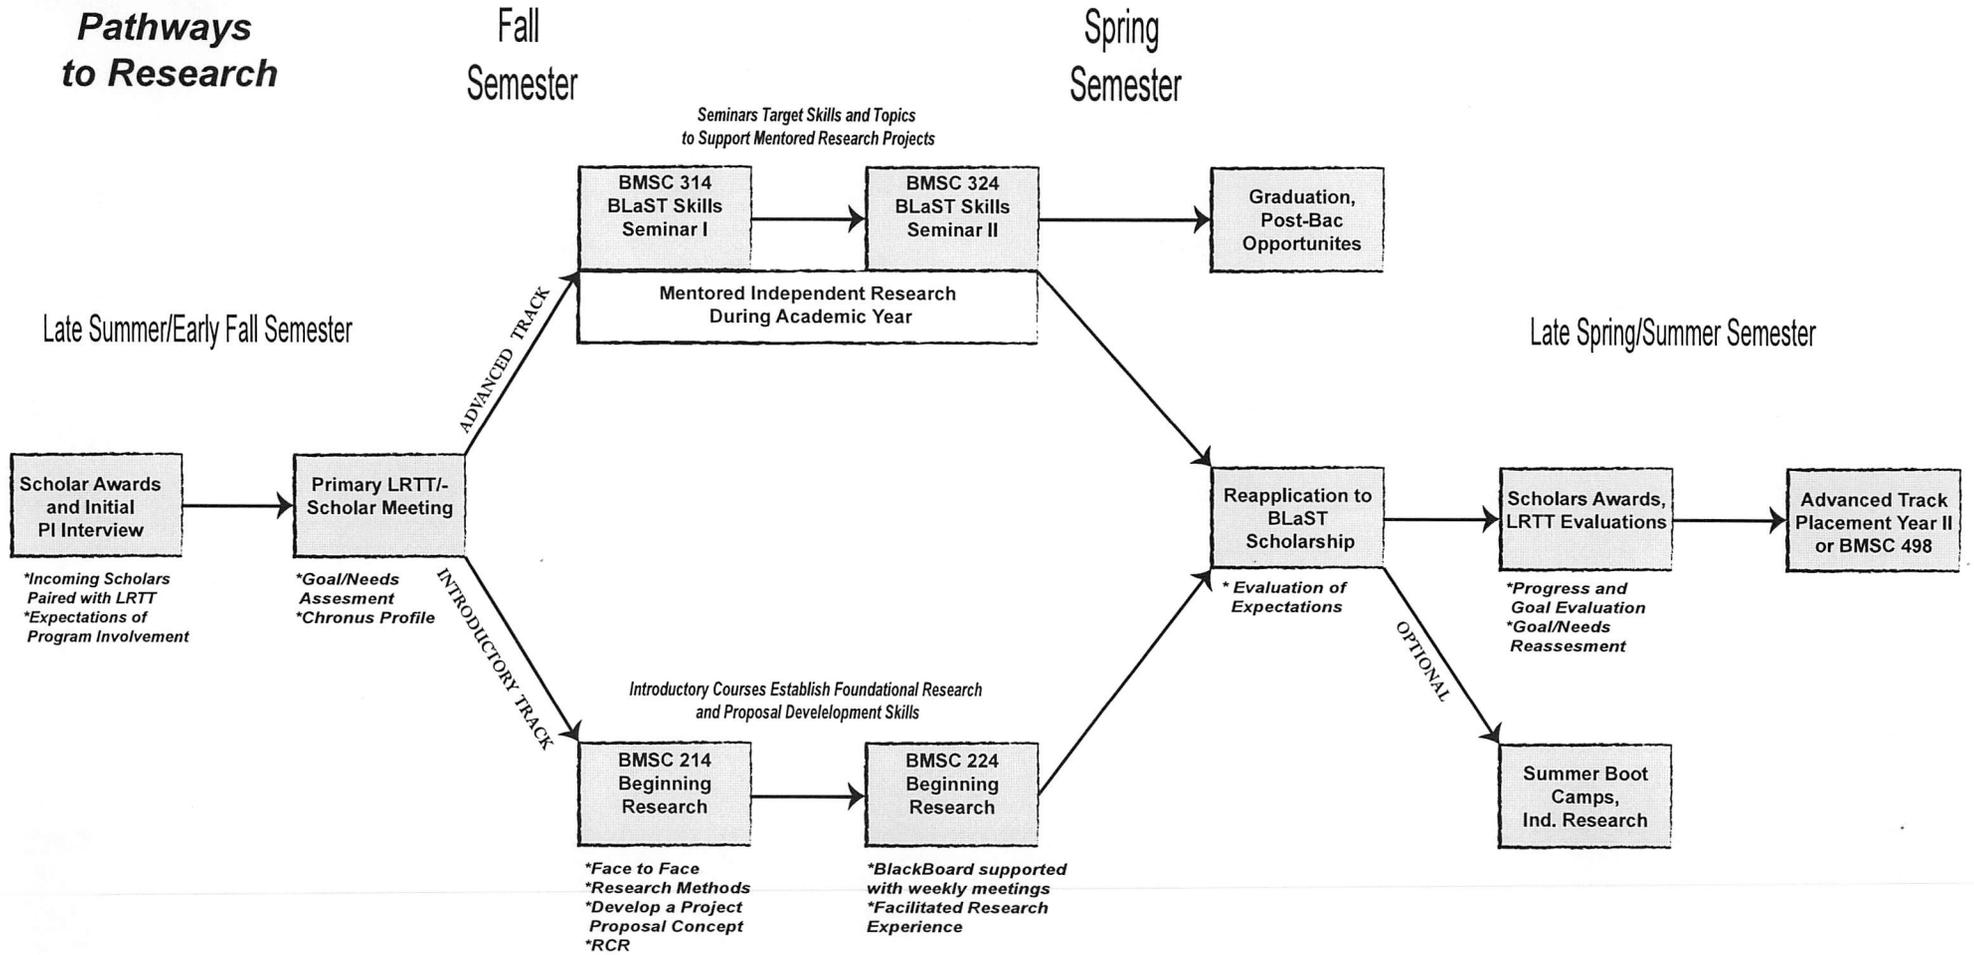 Pathways
to Research
Fall
Semester
Spring
Semester
Seminars Target Skills and Topics
to Support Mentored Research Projects
BMSC 314
BLaST Skills
Seminar I
BMSC 324
BLaST Skills
Seminar II
Graduation,
Post-Bac
Opportunites
Mentored Independent Research
During Academic Year
ADVANCED TRACK
Late Summer/Early Fall Semester
Late Spring/Summer Semester
Scholar Awards
and Initial
PI Interview
*Incoming Scholars
Paired with LRTT
*Expectations of
Program Involvement
Primary LRTT/-
Scholar Meeting
*Goal/Needs
Assesment
*Chronus Profile
INTRODUCTORY TRACK
Reapplication to
BLaST
Scholarship
* Evaluation of
Expectations
Scholars Awards,
LRTT Evaluations
*Progress and
Goal Evaluation
*Goal/Needs
Reassesment
Advanced Track
Placement Year II
or BMSC 498
OPTIONAL
Introductory Courses Establish Foundational Research
and Proposal Develelopment Skills
BMSC 214
Beginning
Research
*Face to Face
*Research Methods
*Develop a Project
Proposal Concept
*RCR
BMSC 224
Beginning
Research
*BlackBoard supported
with weekly meetings
*Facilitated Research
Experience
Summer Boot
Camps,
Ind. Research